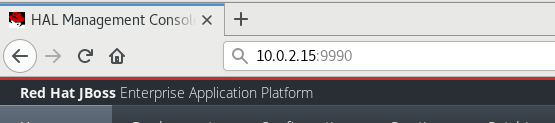 HAL Management Consol
10.0.2.15:9990
Red Hat JBoss Enterprise Application Platform